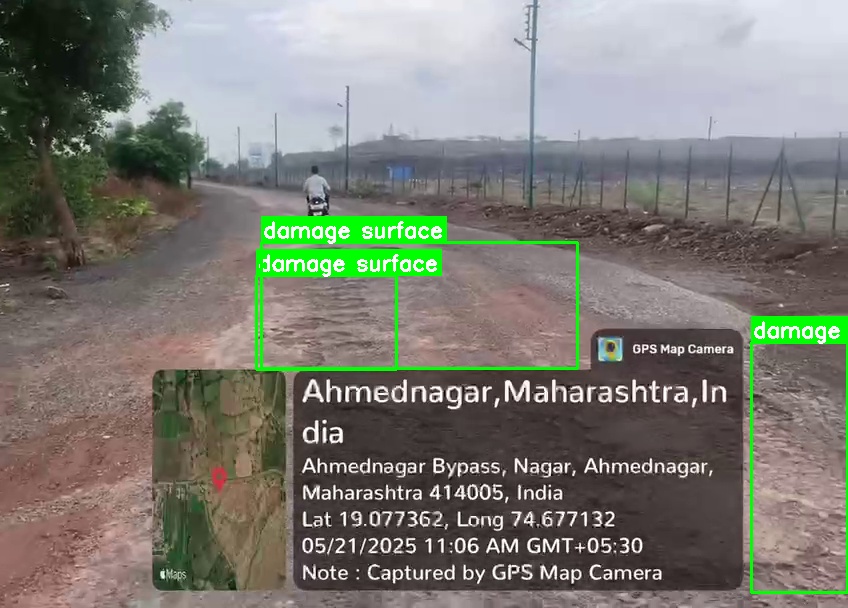 damage surface
damage surface
damage
GPS Map Camera
Ahmednagar,Maharashtra,In
dia
Ahmednagar Bypass, Nagar, Ahmednagar,
Maharashtra 414005, India
Lat 19.077362, Long 74.677132
05/21/2025 11:06 AM GMT+05:30
Note : Captured by GPS Map Camera
Maps